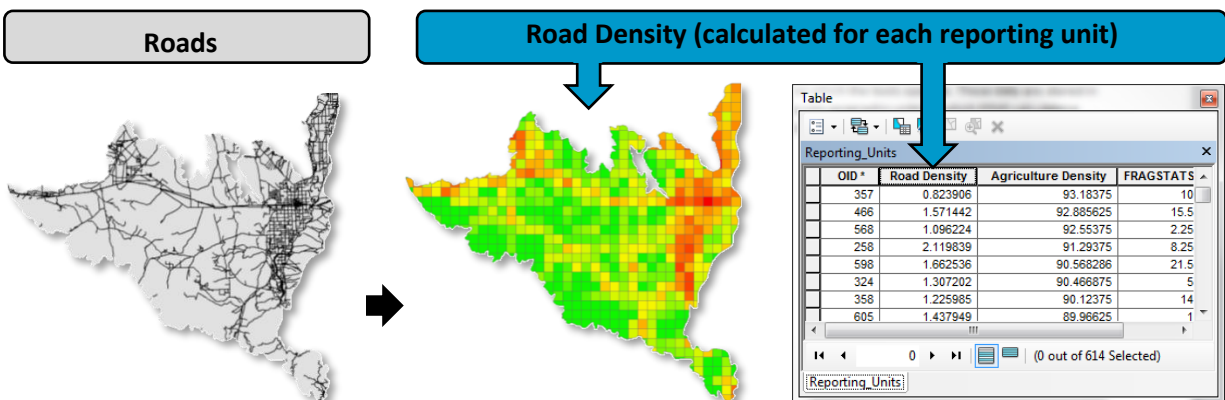 Roads
Road Density (calculated for each reporting unit)
Table
Reporting_Units
OID * Road Density Agriculture Density FRAGSTATS
357 0.823906 93.18375 10
466 1.571442 92.885625 15.5
568 1.096224 92.55375 2.25
258 2.119839 91.29375 8.25
598 1.662536 90.568286 21.5
324 1.307202 90.466875 5
358 1.225985 90.12375 14
605 1.437949 89.96625 1
0 (0 out of 614 Selected)
Reporting_Units